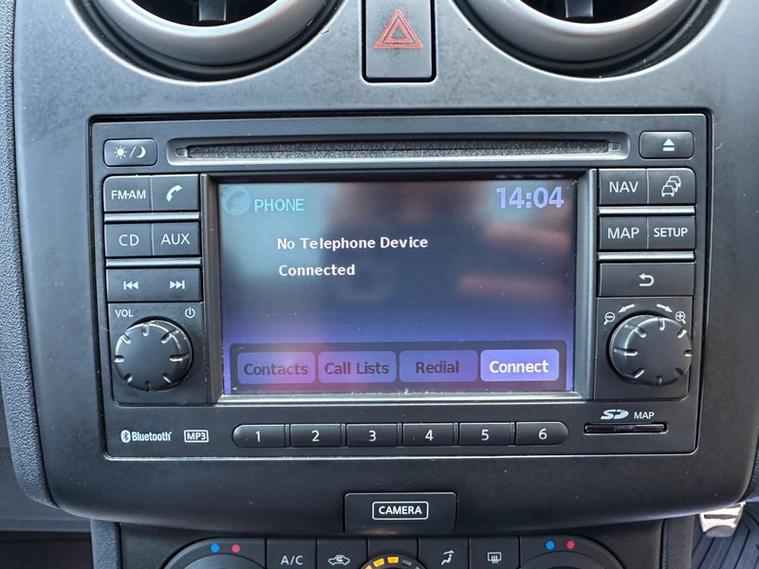 PHONE 14:04
No Telephone Device
Connected
Contacts Call Lists Redial Connect
FM·AM
CD AUX
VOL
NAV
MAP SETUP
Bluetooth MP3 1 2 3 4 5 6
SD MAP
CAMERA
A/C